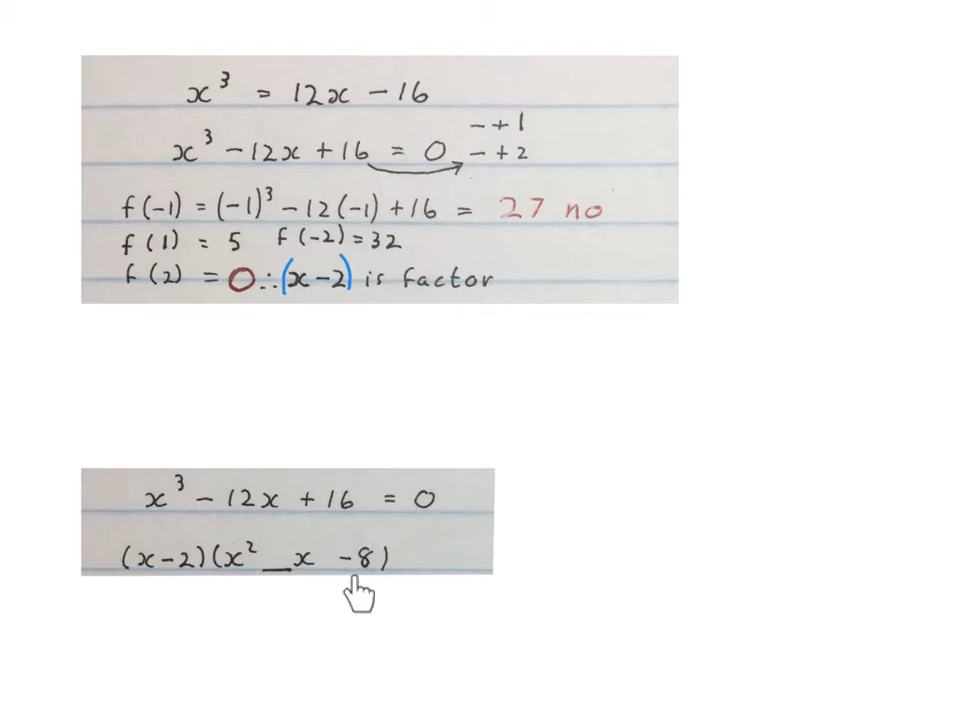 x³ = 12x - 16
x³ - 12x + 16 = 0  - + 1
- + 2
f(-1) = (-1)³ - 12(-1) + 16 = 27 no
f(1) = 5  f(-2) = 32
f(2) = 0 ∴ (x-2) is factor
x³ - 12x + 16 = 0
(x-2)(x² __x -8)